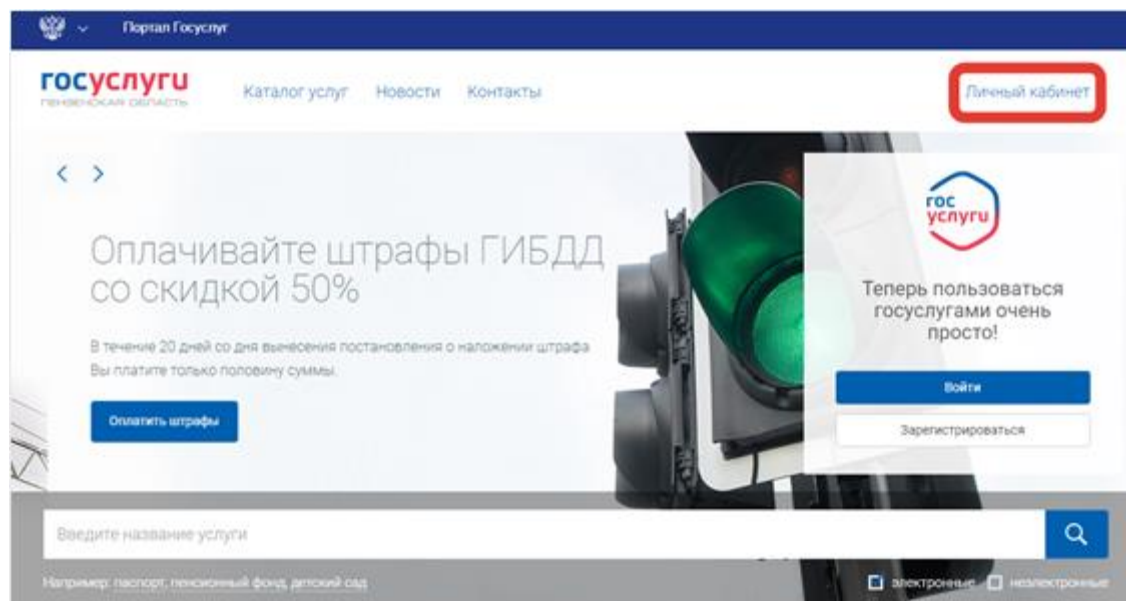 Портал Госуслуг
госуслуги
ПЕНЗЕНСКАЯ ОБЛАСТЬ
Каталог услуг Новости Контакты
Личный кабинет
Оплачивайте штрафы ГИБДД
со скидкой 50%
В течение 20 дней со дня вынесения постановления о наложении штрафа
Вы платите только половину суммы.
Оплатить штрафы
гос
услуги
Теперь пользоваться
госуслугами очень
просто!
Войти
Зарегистрироваться
Введите название услуги
Например: паспорт, пенсионный фонд, детский сад
электронные неэлектронные